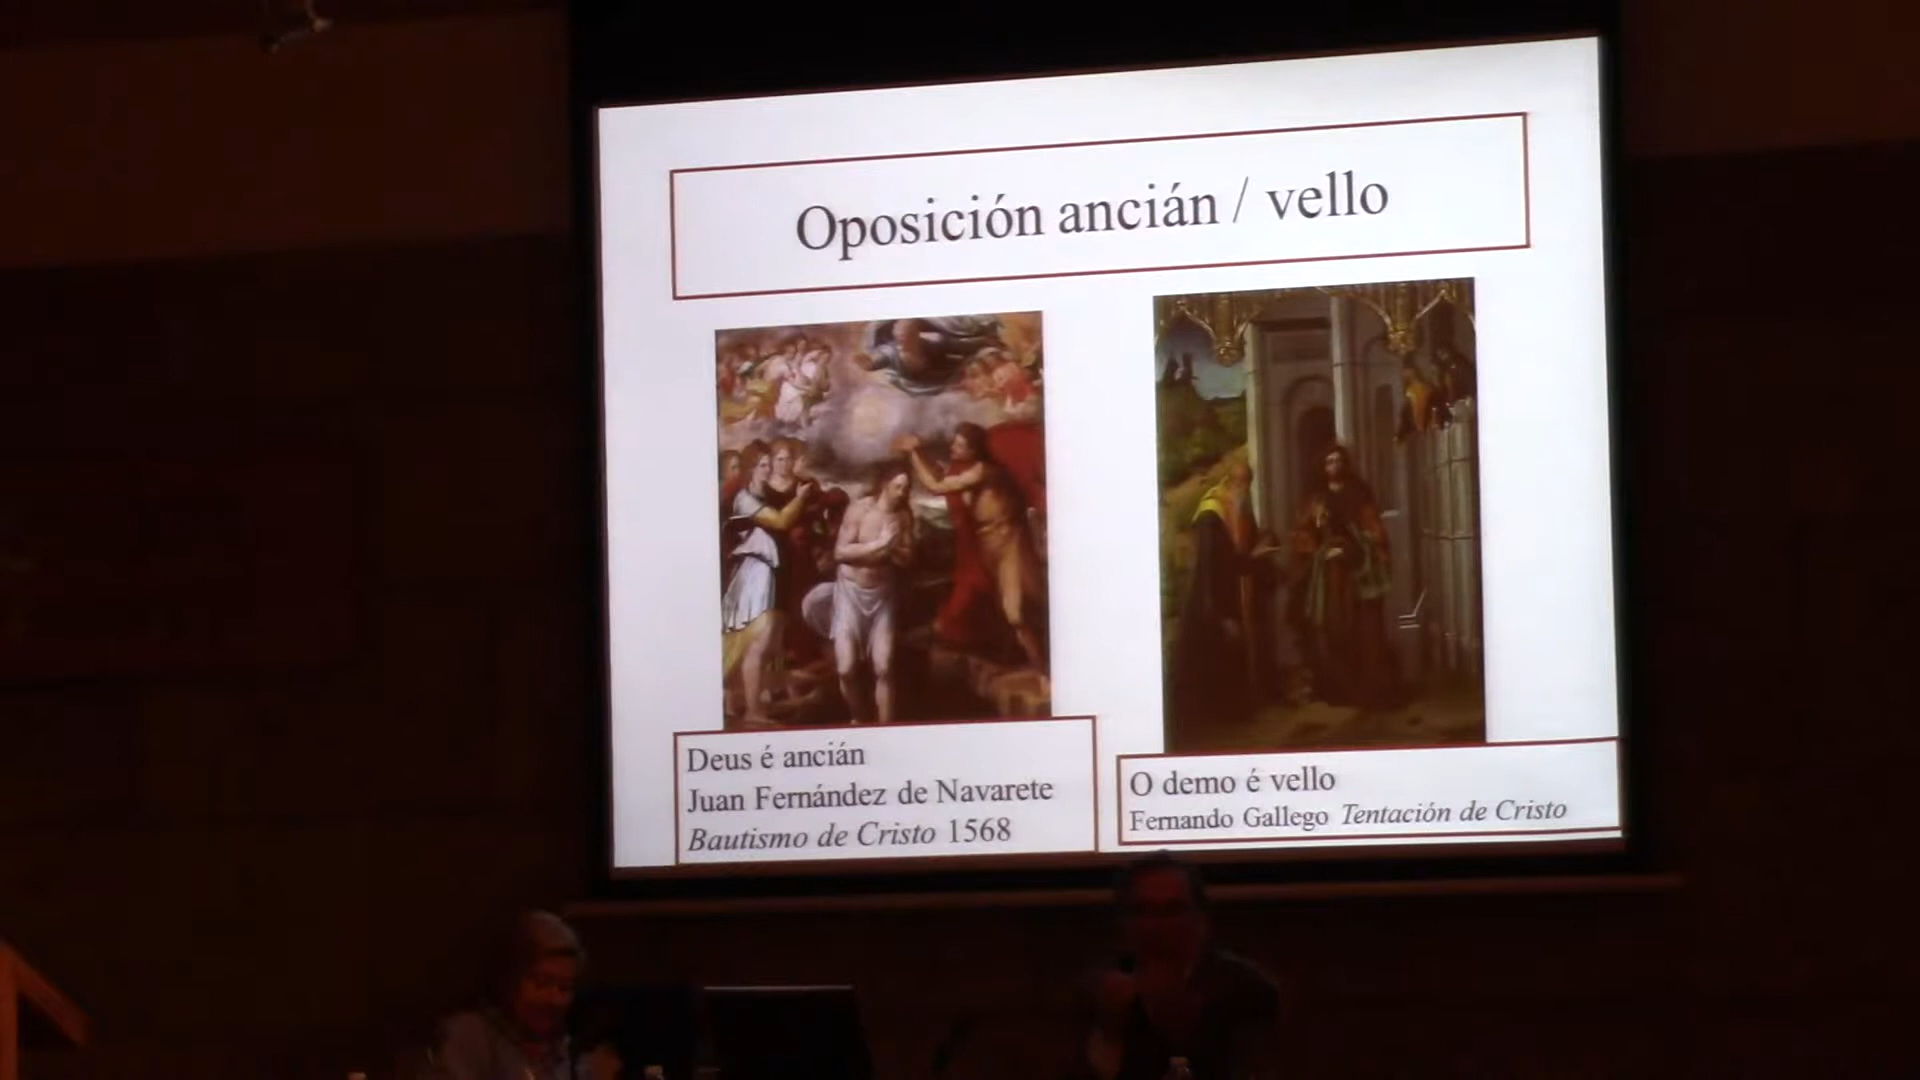 Oposición ancián / vello
Deus é ancián
Juan Fernández de Navarete
Bautismo de Cristo 1568
O demo é vello
Fernando Gallego Tentación de Cristo